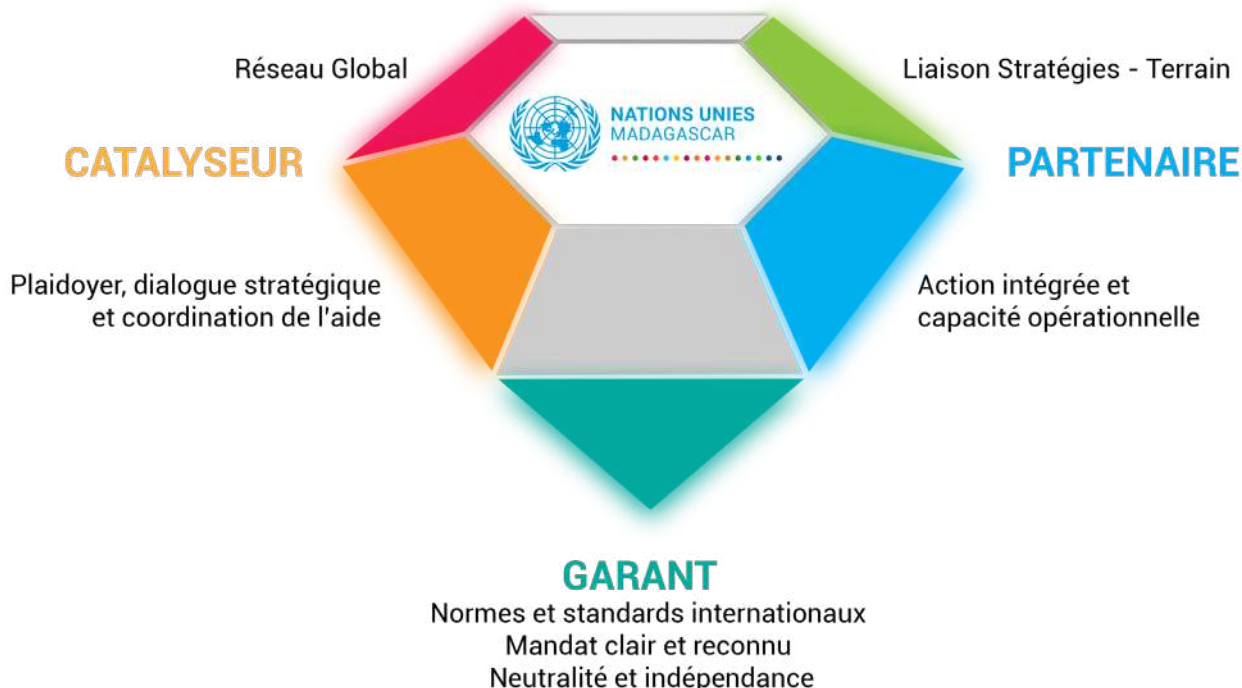 Réseau Global
Liaison Stratégies - Terrain
NATIONS UNIES
MADAGASCAR
CATALYSEUR
PARTENAIRE
Plaidoyer, dialogue stratégique
et coordination de l'aide
Action intégrée et
capacité opérationnelle
GARANT
Normes et standards internationaux
Mandat clair et reconnu
Neutralité et indépendance